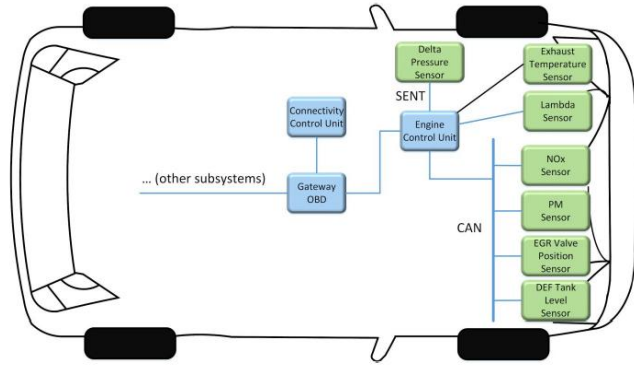 Delta
Pressure
Sensor
Exhaust
Temperature
Sensor
SENT
Lambda
Sensor
Connectivity
Control Unit
Engine
Control Unit
NOx
Sensor
... (other subsystems)
Gateway
OBD
PM
Sensor
CAN
EGR Valve
Position
Sensor
DEF Tank
Level
Sensor